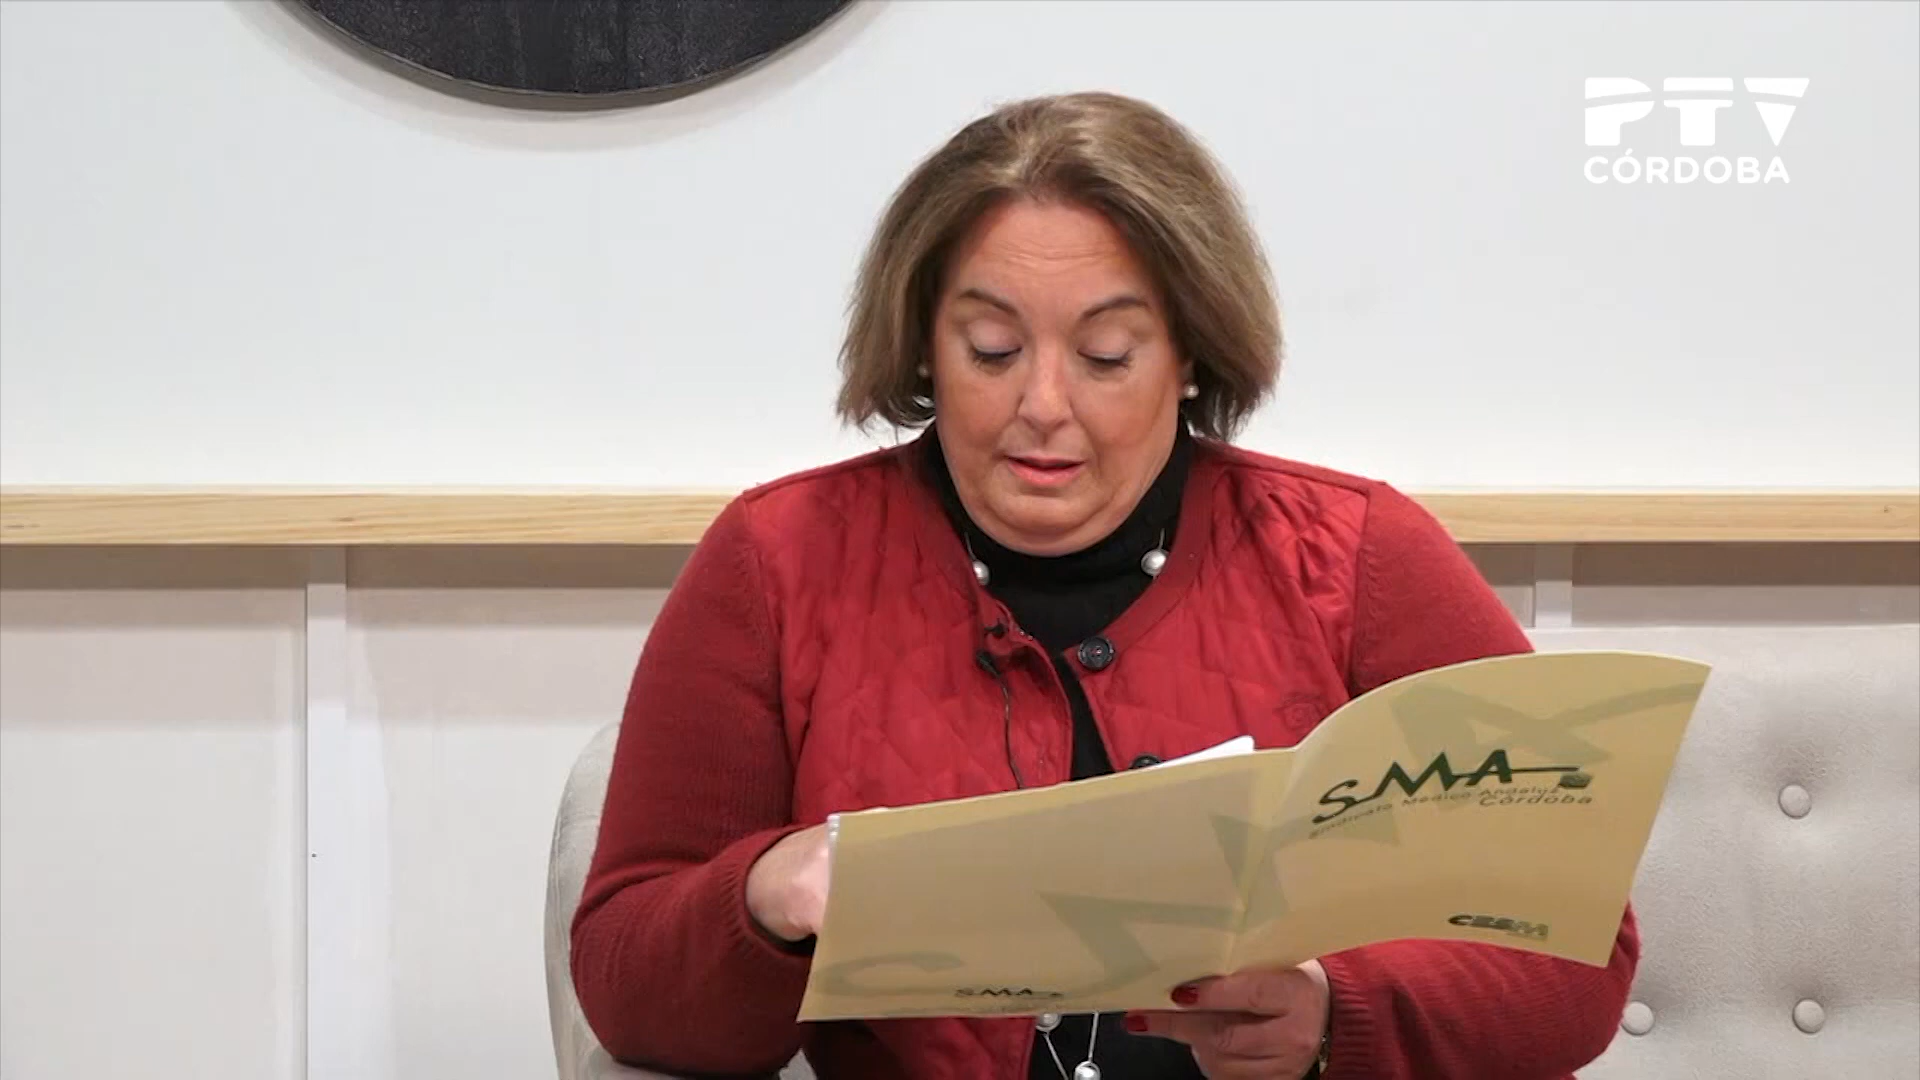 PTV
CÓRDOBA
SMA
Sindicato Médico Andaluz
Córdoba
CESM
SMA